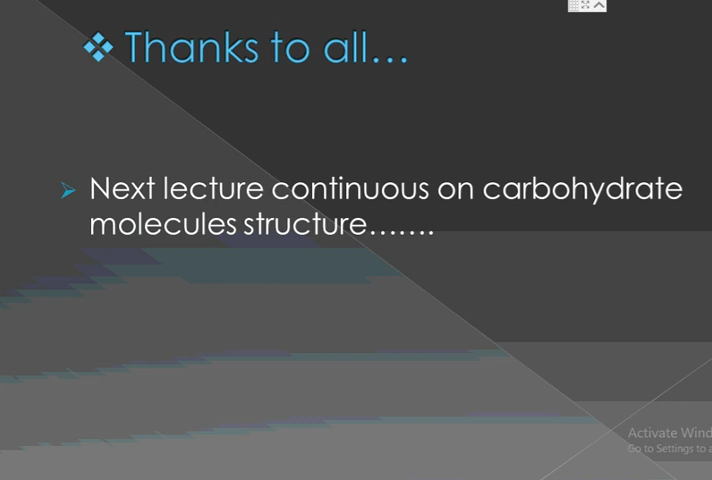 ❖ Thanks to all...
➢ Next lecture continuous on carbohydrate
molecules structure.......
Activate Wind
Go to Settings to a